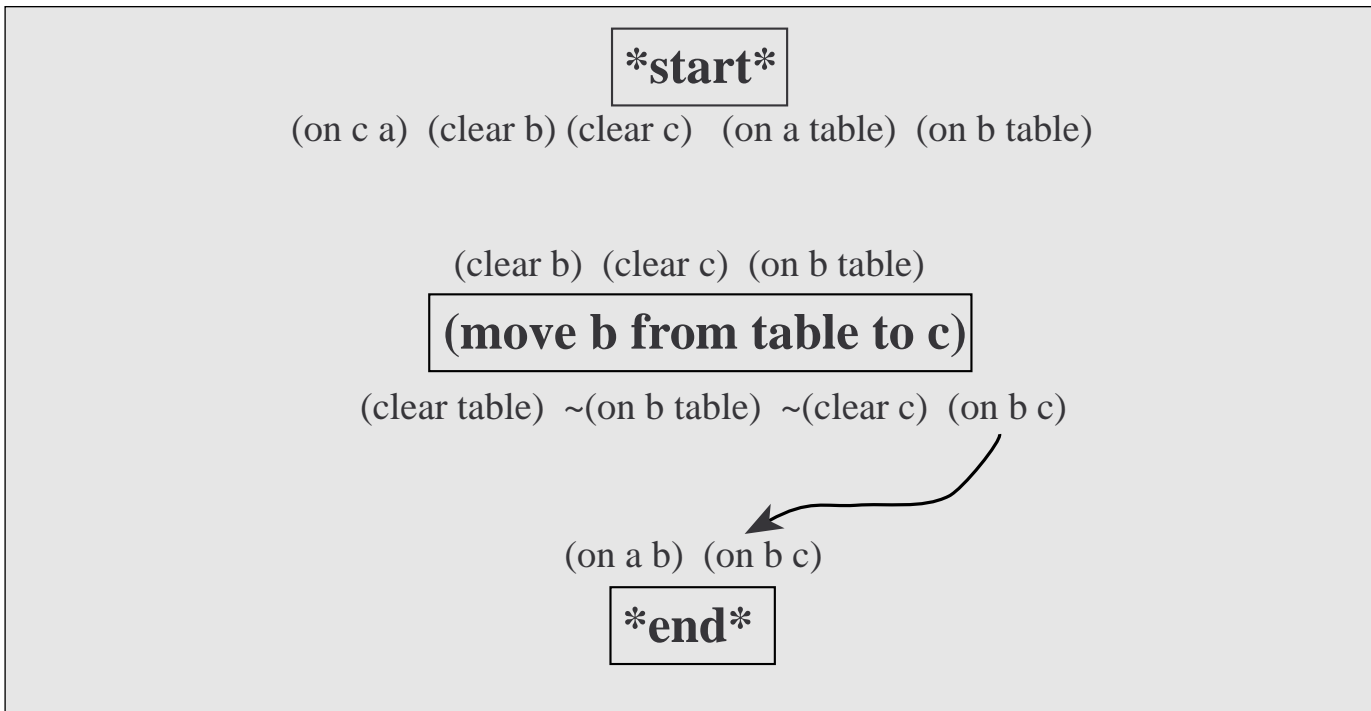 *start*
(on c a) (clear b) (clear c) (on a table) (on b table)
(clear b) (clear c) (on b table)
(move b from table to c)
(clear table) ~(on b table) ~(clear c) (on b c)
(on a b) (on b c)
*end*